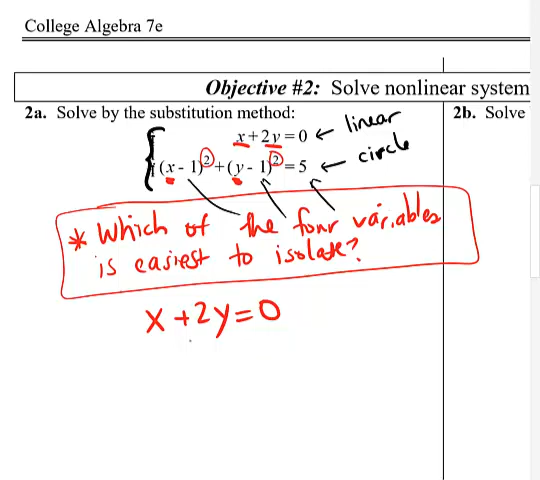 College Algebra 7e
Objective #2: Solve nonlinear system
2a. Solve by the substitution method:
2b. Solve
x+2y=0 ← linear
(x - 1)²+(y - 1)²=5 ← circle
* Which of the four variables
is easiest to isolate?
x+2y=0